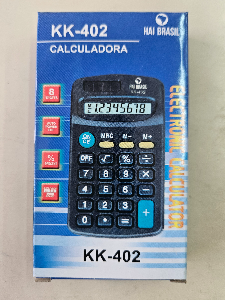 KK-402
CALCULADORA
HAI BRASIL
8
12345678
MRC M- M+
OFF √ % ÷
7 8 9 ×
4 5 6 -
1 2 3
0 . = +
ELECTRONIC CALCULATOR
KK-402